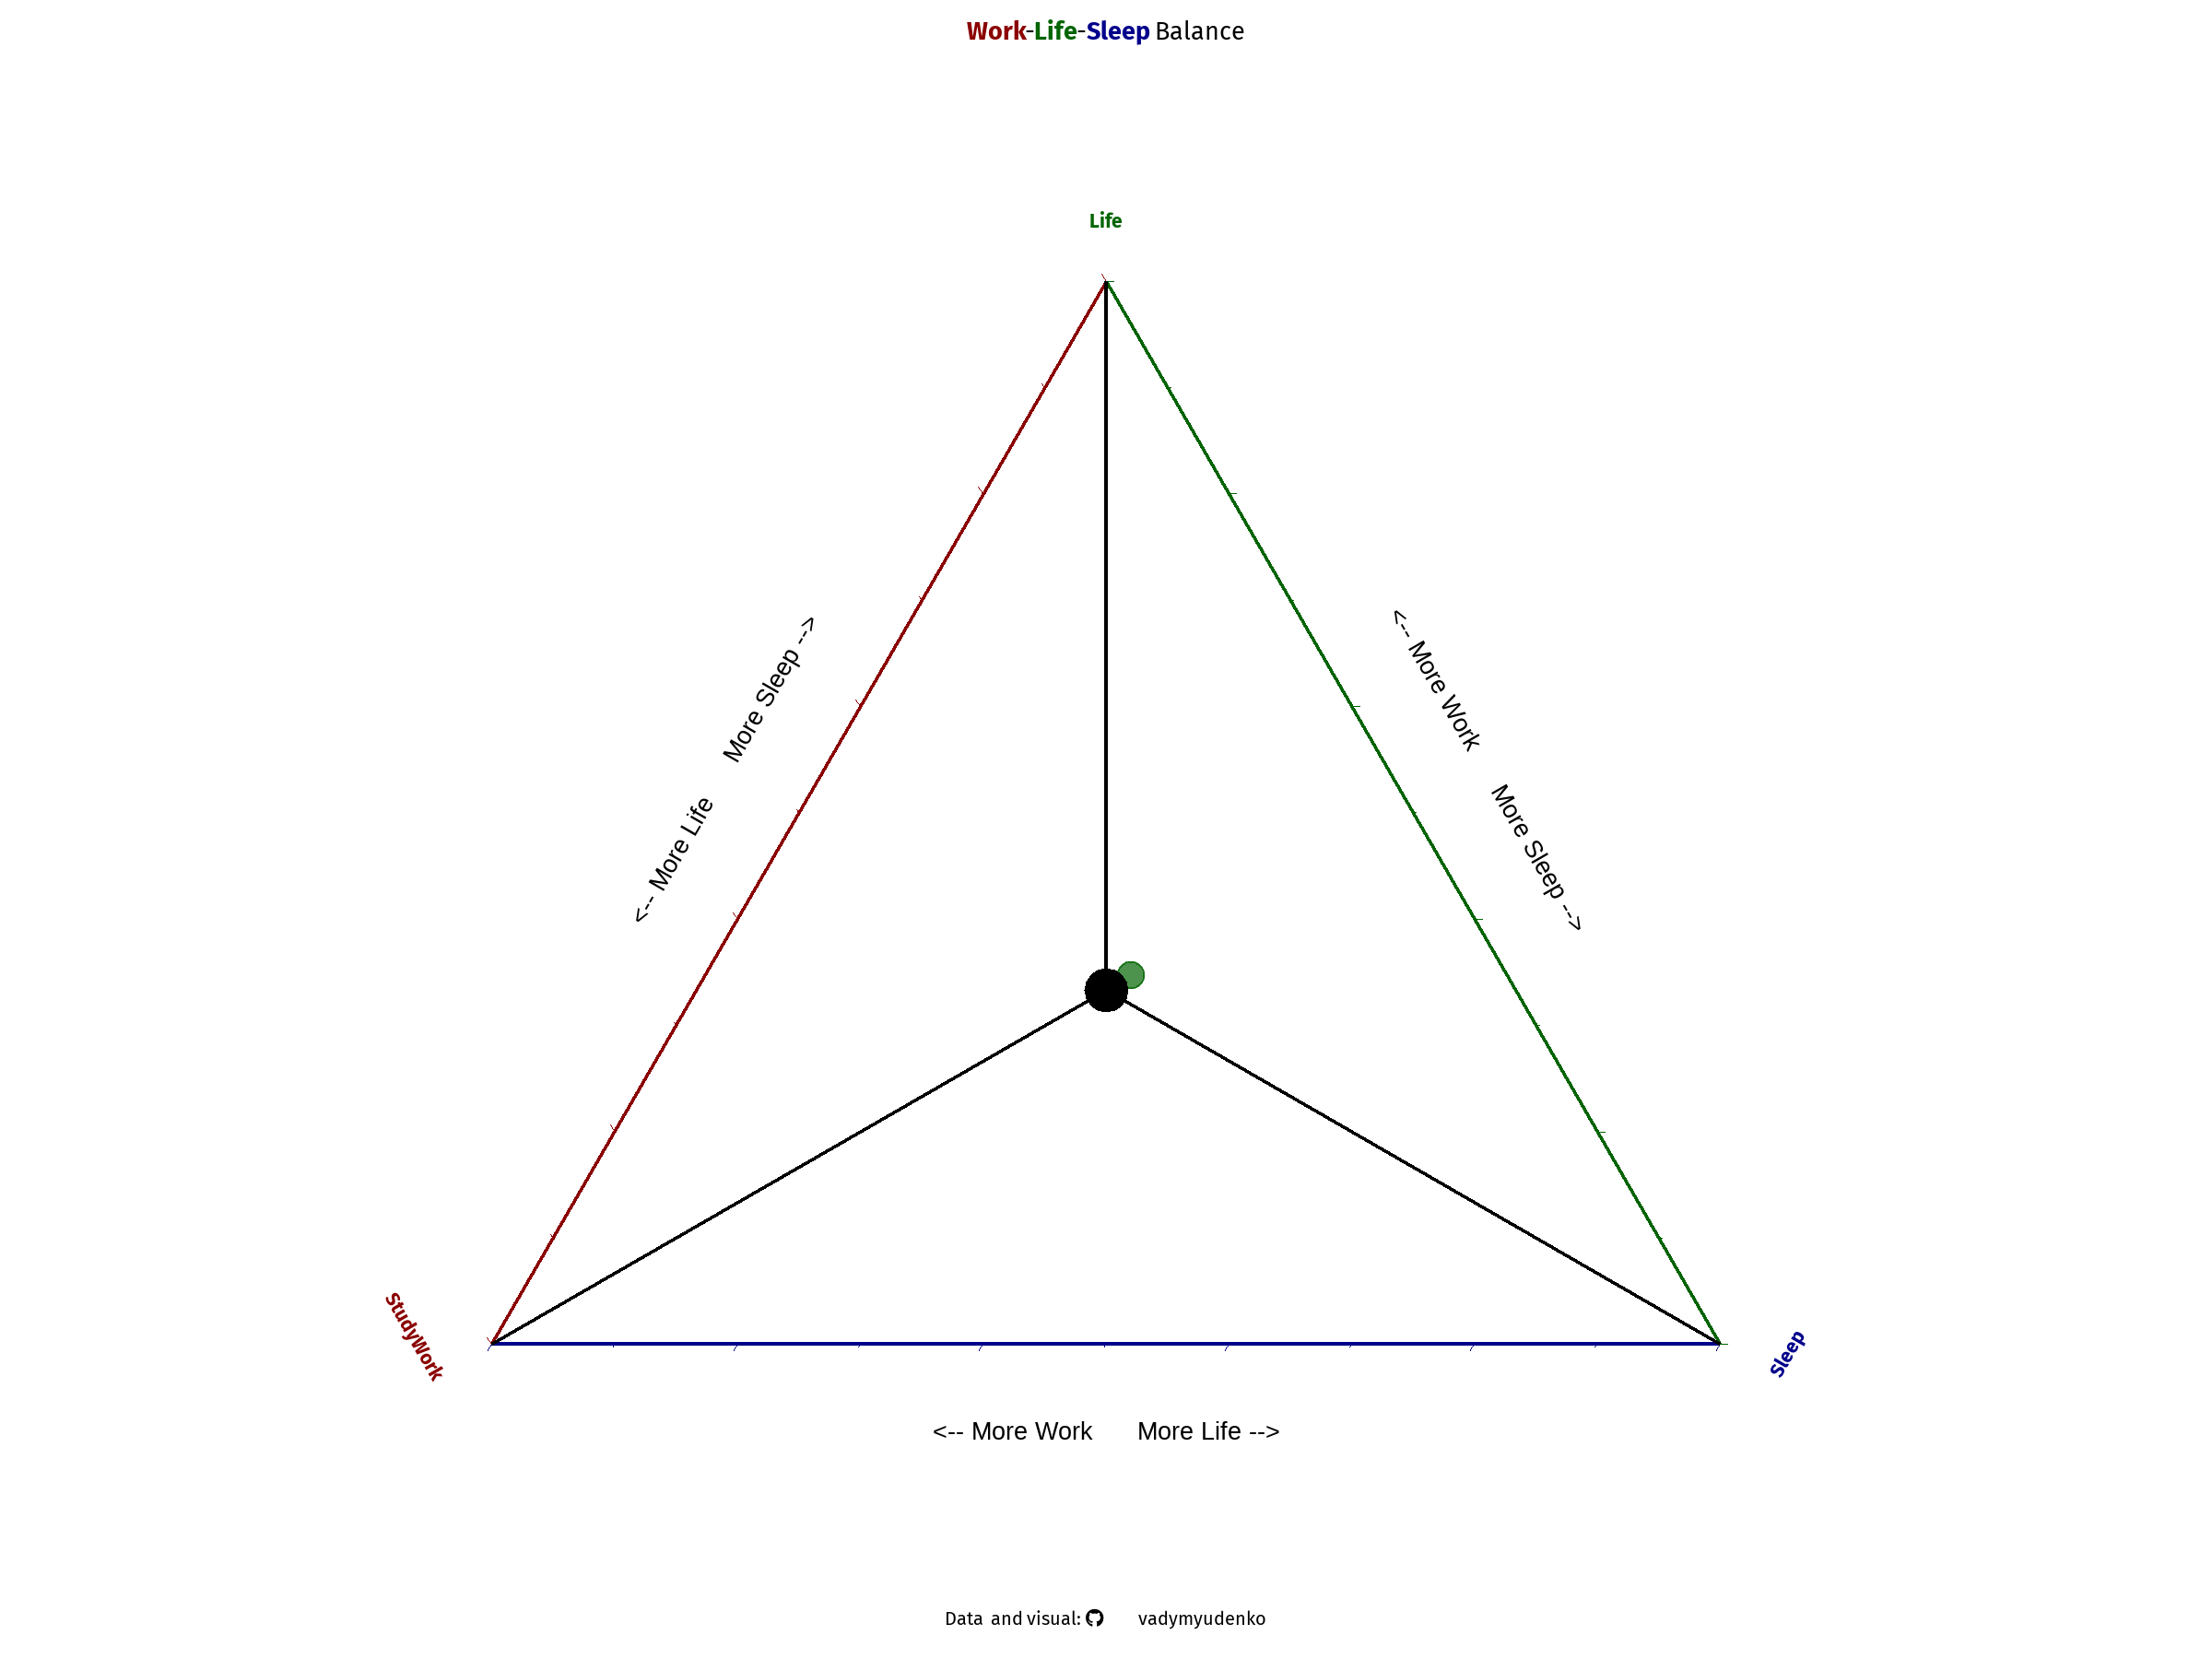 Work-Life-Sleep Balance
Life
<-- More Life      More Sleep -->
<-- More Work      More Sleep -->
StudyWork
Sleep
<-- More Work      More Life -->
Data and visual: vadymyudenko